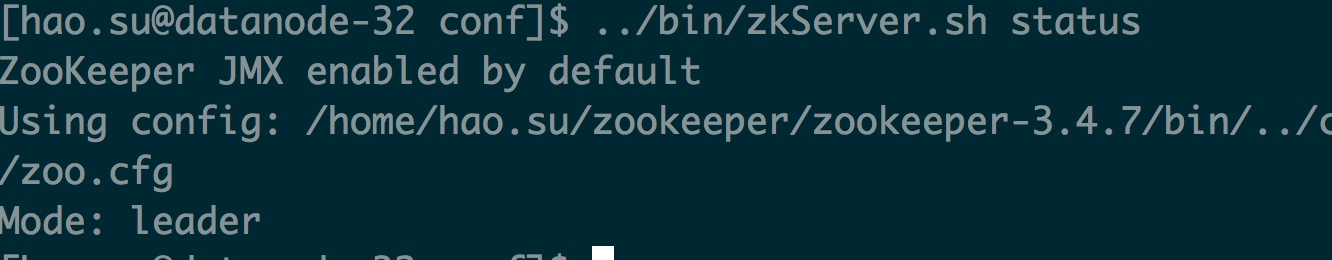 [hao.su@datanode-32 conf]$ ../bin/zkServer.sh status
ZooKeeper JMX enabled by default
Using config: /home/hao.su/zookeeper/zookeeper-3.4.7/bin/../c
/zoo.cfg
Mode: leader